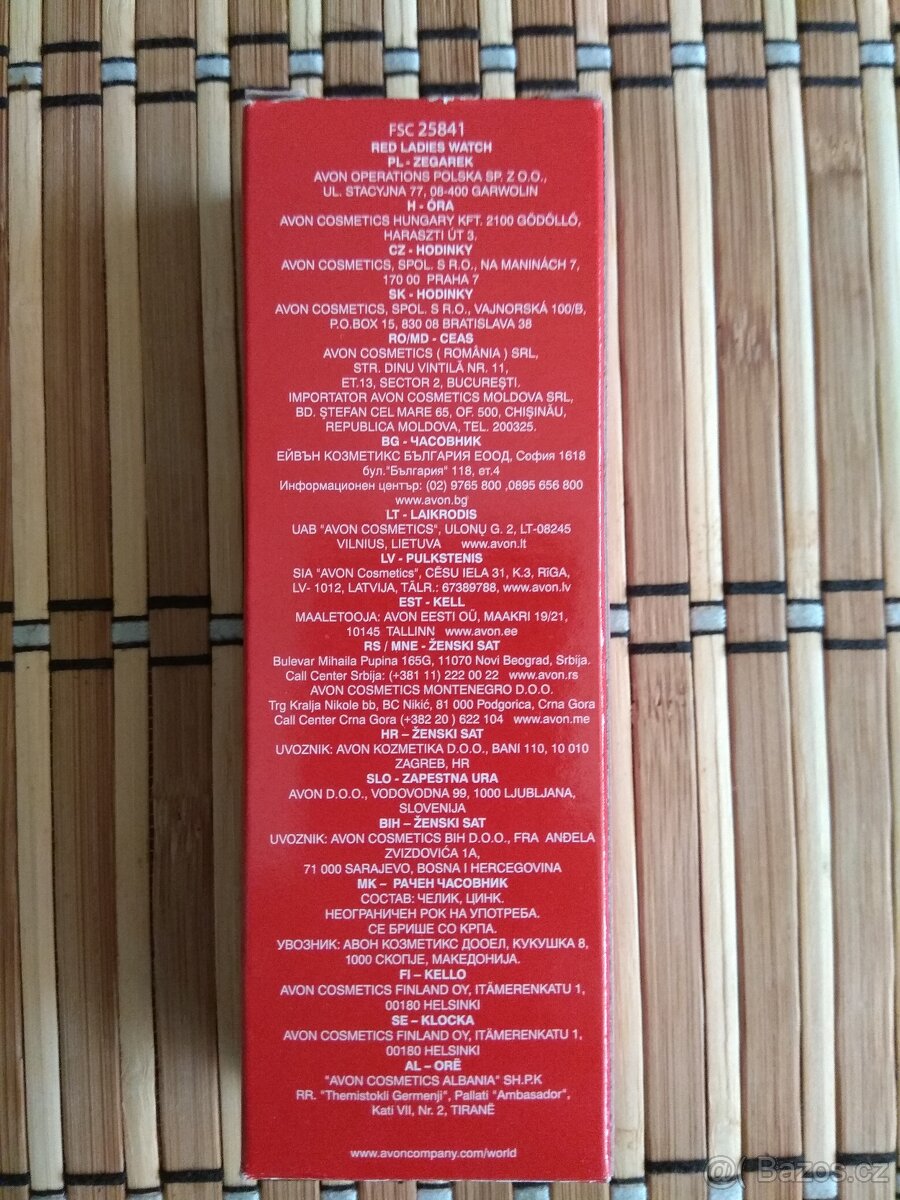 FSC 25841
RED LADIES WATCH
PL - ZEGAREK
AVON OPERATIONS POLSKA SP. Z O.O.,
UL. STACYJNA 77, 08-400 GARWOLIN
H - ÓRA
AVON COSMETICS HUNGARY KFT. 2100 GÖDÖLLŐ,
HARASZTI ÚT 3.
CZ - HODINKY
AVON COSMETICS, SPOL. S R.O., NA MANINÁCH 7,
170 00 PRAHA 7
SK - HODINKY
AVON COSMETICS, SPOL. S R.O., VAJNORSKÁ 100/B,
P.O.BOX 15, 830 08 BRATISLAVA 38
RO/MD - CEAS
AVON COSMETICS ( ROMÂNIA ) SRL,
STR. DINU VINTILĂ NR. 11,
ET.13, SECTOR 2, BUCUREŞTI.
IMPORTATOR AVON COSMETICS MOLDOVA SRL,
BD. ŞTEFAN CEL MARE 65, OF. 500, CHIŞINĂU,
REPUBLICA MOLDOVA, TEL. 200325.
BG - ЧАСОВНИК
ЕЙВЪН КОЗМЕТИКС БЪЛГАРИЯ ЕООД, София 1618
бул."България" 118, ет.4
Информационен център: (02) 9765 800 ,0895 656 800
www.avon.bg
LT - LAIKRODIS
UAB "AVON COSMETICS", ULONŲ G. 2, LT-08245
VILNIUS, LIETUVA www.avon.lt
LV - PULKSTENIS
SIA "AVON Cosmetics", CĒSU IELA 31, K.3, RīGA,
LV- 1012, LATVIJA, TĀLR.: 67389788, www.avon.lv
EST - KELL
MAALETOOJA: AVON EESTI OÜ, MAAKRI 19/21,
10145 TALLINN www.avon.ee
RS / MNE - ŽENSKI SAT
Bulevar Mihaila Pupina 165G, 11070 Novi Beograd, Srbija.
Call Center Srbija: (+381 11) 222 00 22 www.avon.rs
AVON COSMETICS MONTENEGRO D.O.O.
Trg Kralja Nikole bb, BC Nikić, 81 000 Podgorica, Crna Gora
Call Center Crna Gora (+382 20 ) 622 104 www.avon.me
HR – ŽENSKI SAT
UVOZNIK: AVON KOZMETIKA D.O.O., BANI 110, 10 010
ZAGREB, HR
SLO - ZAPESTNA URA
AVON D.O.O., VODOVODNA 99, 1000 LJUBLJANA,
SLOVENIJA
BIH – ŽENSKI SAT
UVOZNIK: AVON COSMETICS BIH D.O.O., FRA ANĐELA
ZVIZDOVIĆA 1A,
71 000 SARAJEVO, BOSNA I HERCEGOVINA
MK – РАЧЕН ЧАСОВНИК
СОСТАВ: ЧЕЛИК, ЦИНК.
НЕОГРАНИЧЕН РОК НА УПОТРЕБА.
СЕ БРИШЕ СО КРПА.
УВОЗНИК: АВОН КОЗМЕТИКС ДООЕЛ, КУКУШКА 8,
1000 СКОПЈЕ, МАКЕДОНИЈА.
FI – KELLO
AVON COSMETICS FINLAND OY, ITÄMERENKATU 1,
00180 HELSINKI
SE – KLOCKA
AVON COSMETICS FINLAND OY, ITÄMERENKATU 1.
00180 HELSINKI
AL – ORË
"AVON COSMETICS ALBANIA" SH.P.K
RR. "Themistokli Germenji", Pallati "Ambasador",
Kati VII, Nr. 2, TIRANË
www.avoncompany.com/world
@ Bazos.cz